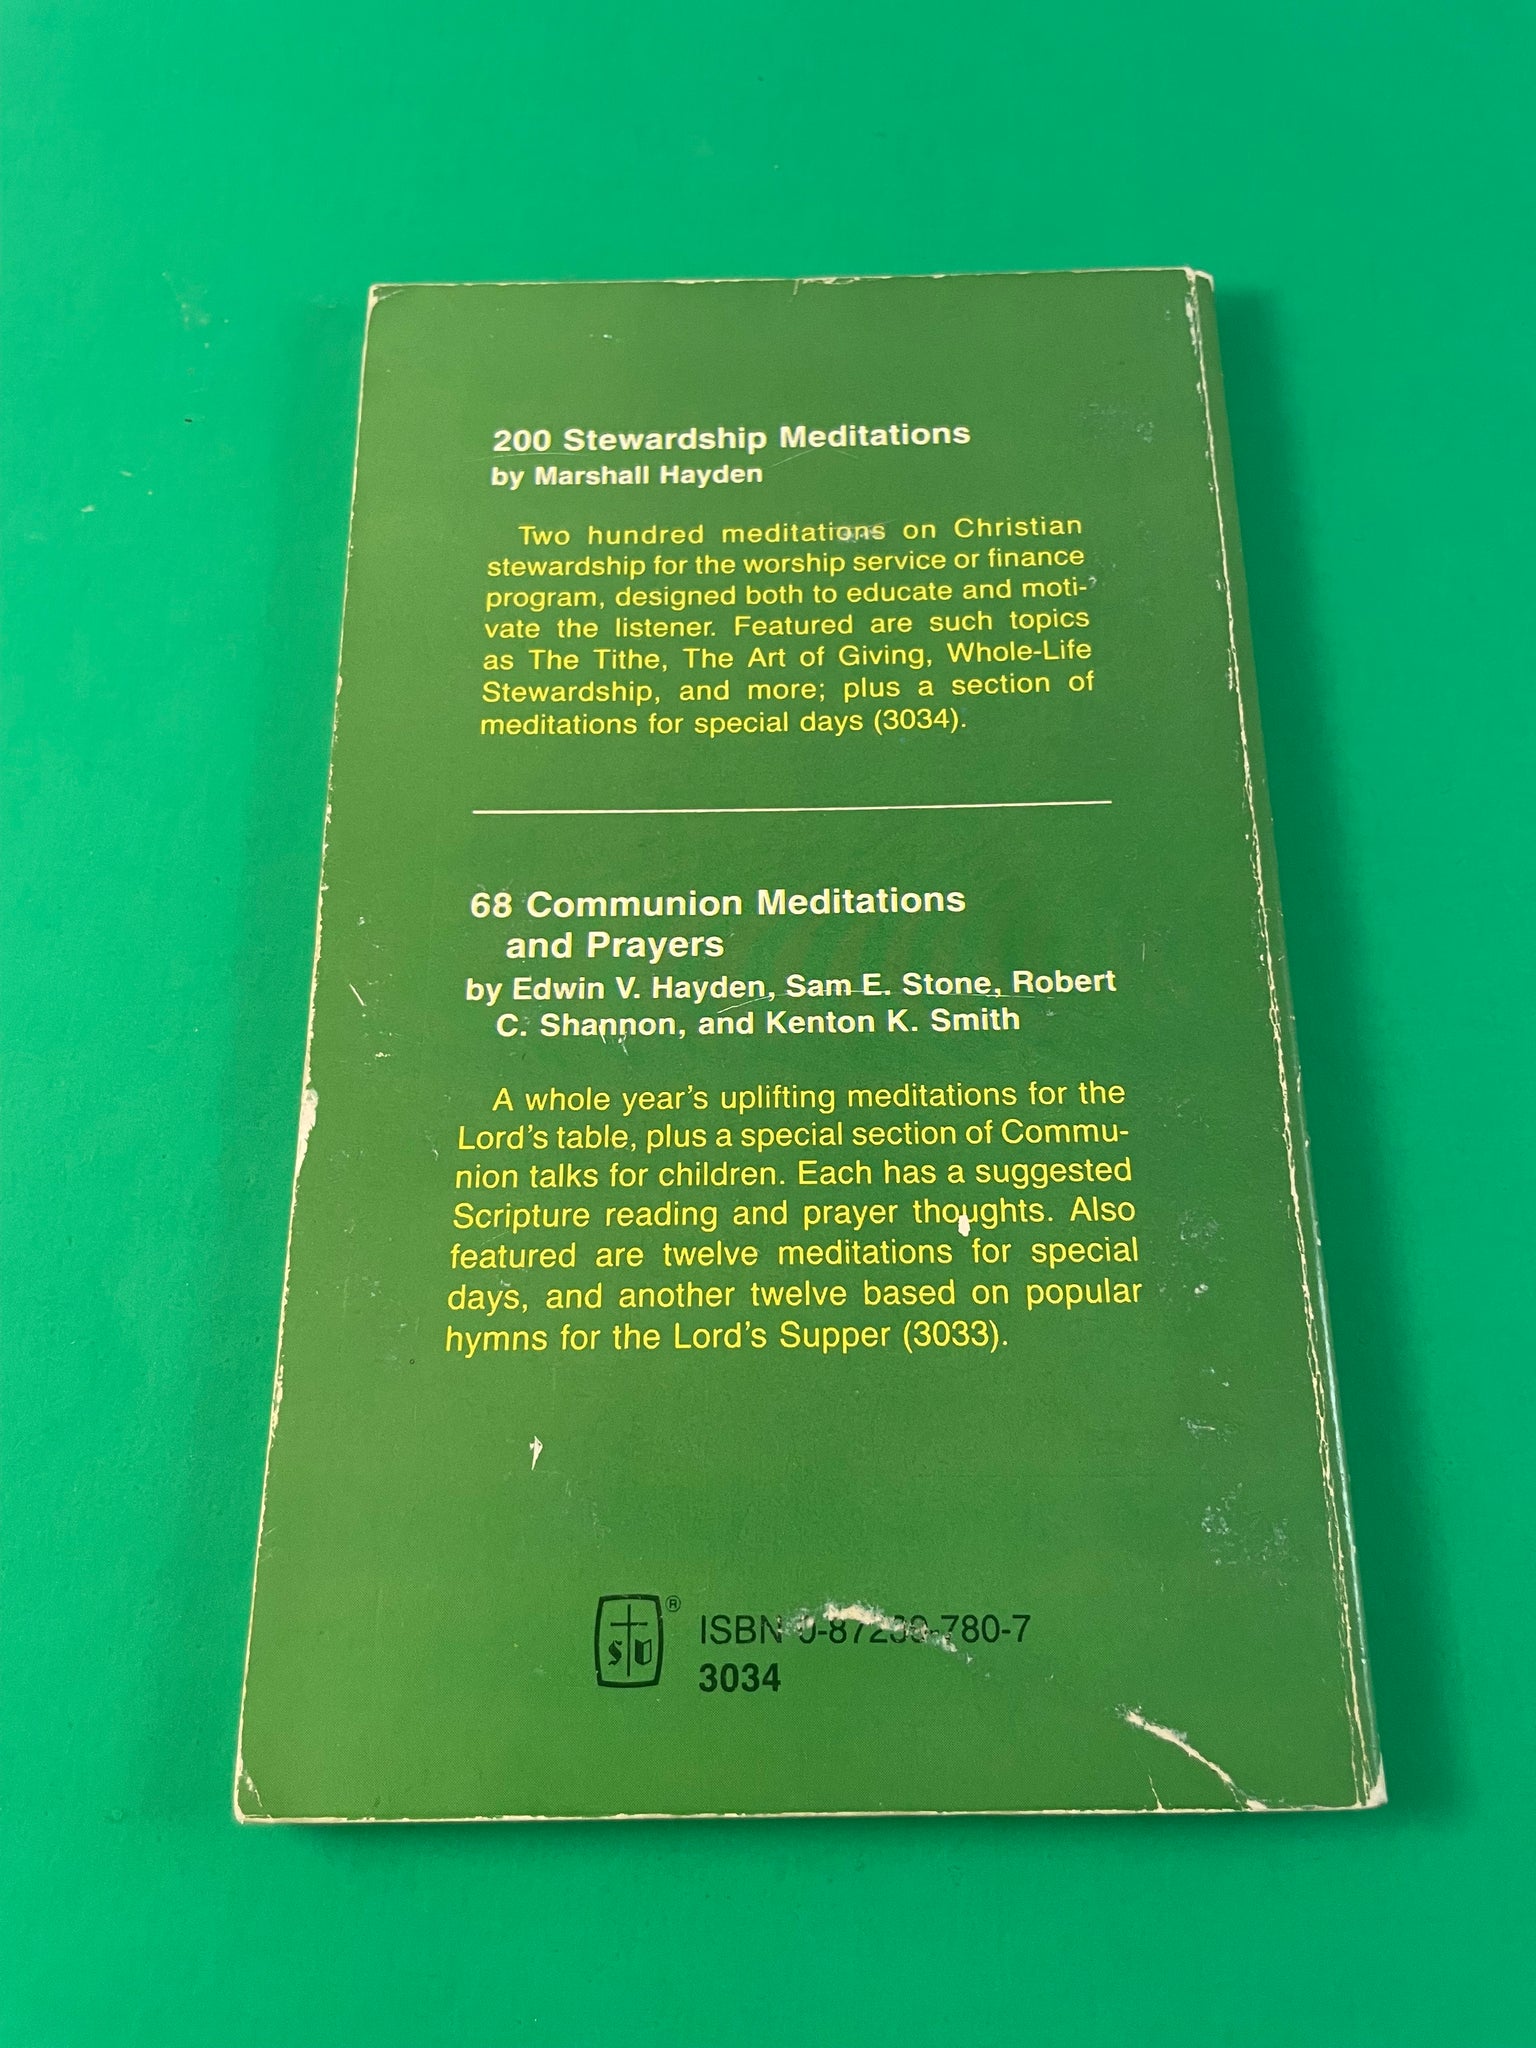 200 Stewardship Meditations
by Marshall Hayden
Two hundred meditations on Christian
stewardship for the worship service or finance
program, designed both to educate and moti-
vate the listener. Featured are such topics
as The Tithe, The Art of Giving, Whole-Life
Stewardship, and more; plus a section of
meditations for special days (3034).
68 Communion Meditations
and Prayers
by Edwin V. Hayden, Sam E. Stone, Robert
C. Shannon, and Kenton K. Smith
A whole year's uplifting meditations for the
Lord's table, plus a special section of Commu-
nion talks for children. Each has a suggested
Scripture reading and prayer thoughts. Also
featured are twelve meditations for special
days, and another twelve based on popular
hymns for the Lord's Supper (3033).
® ISBN
3034